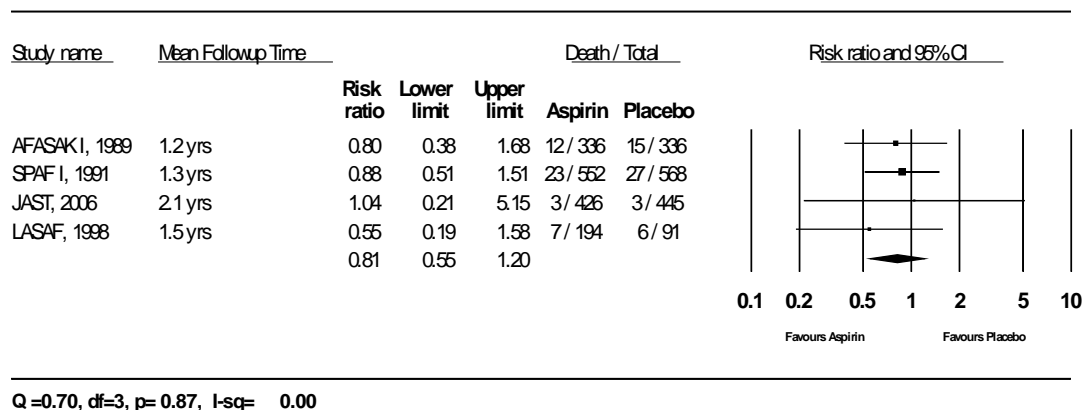 Study name Mean Followup Time Death / Total Risk ratio and 95% CI
Risk Lower Upper
ratio limit limit Aspirin Placebo
AFASAK I, 1989 1.2 yrs 0.80 0.38 1.68 12 / 336 15 / 336
SPAF I, 1991 1.3 yrs 0.88 0.51 1.51 23 / 552 27 / 568
JAST, 2006 2.1 yrs 1.04 0.21 5.15 3 / 426 3 / 445
LASAF, 1998 1.5 yrs 0.55 0.19 1.58 7 / 194 6 / 91
0.81 0.55 1.20
0.1 0.2 0.5 1 2 5 10
Favours Aspirin Favours Placebo
Q =0.70, df=3, p= 0.87, I-sq= 0.00